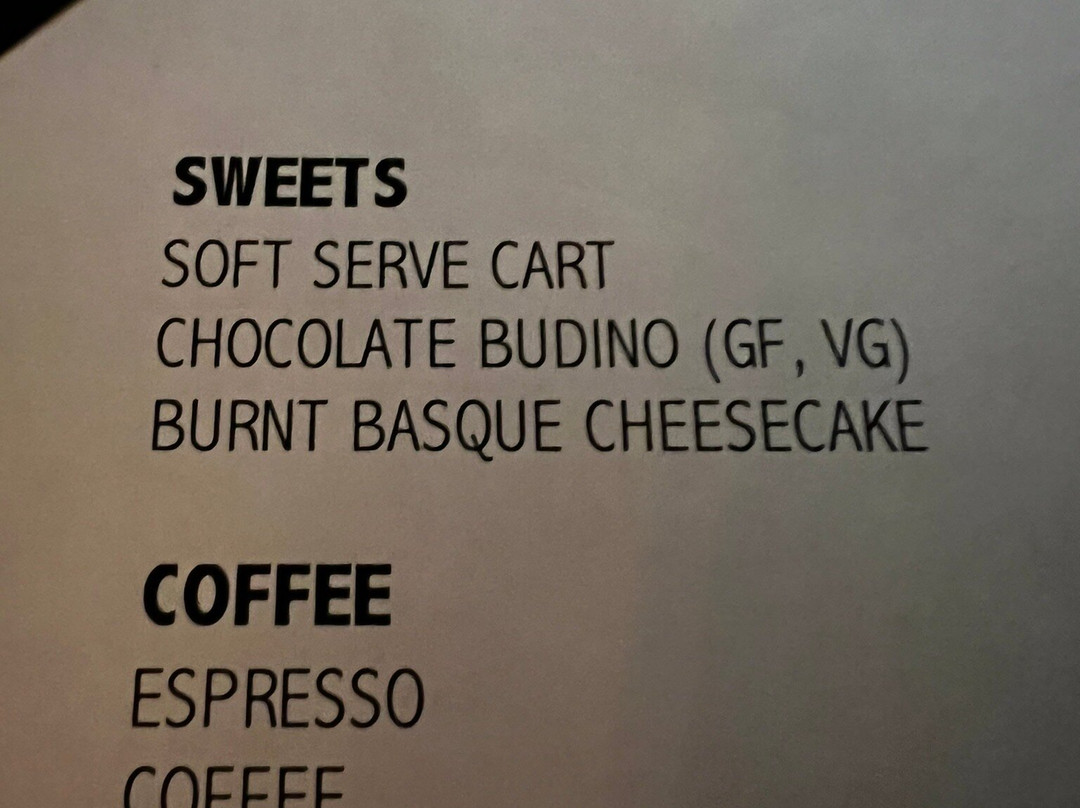 SWEETS
SOFT SERVE CART
CHOCOLATE BUDINO (GF, VG)
BURNT BASQUE CHEESECAKE
COFFEE
ESPRESSO
COFFEE